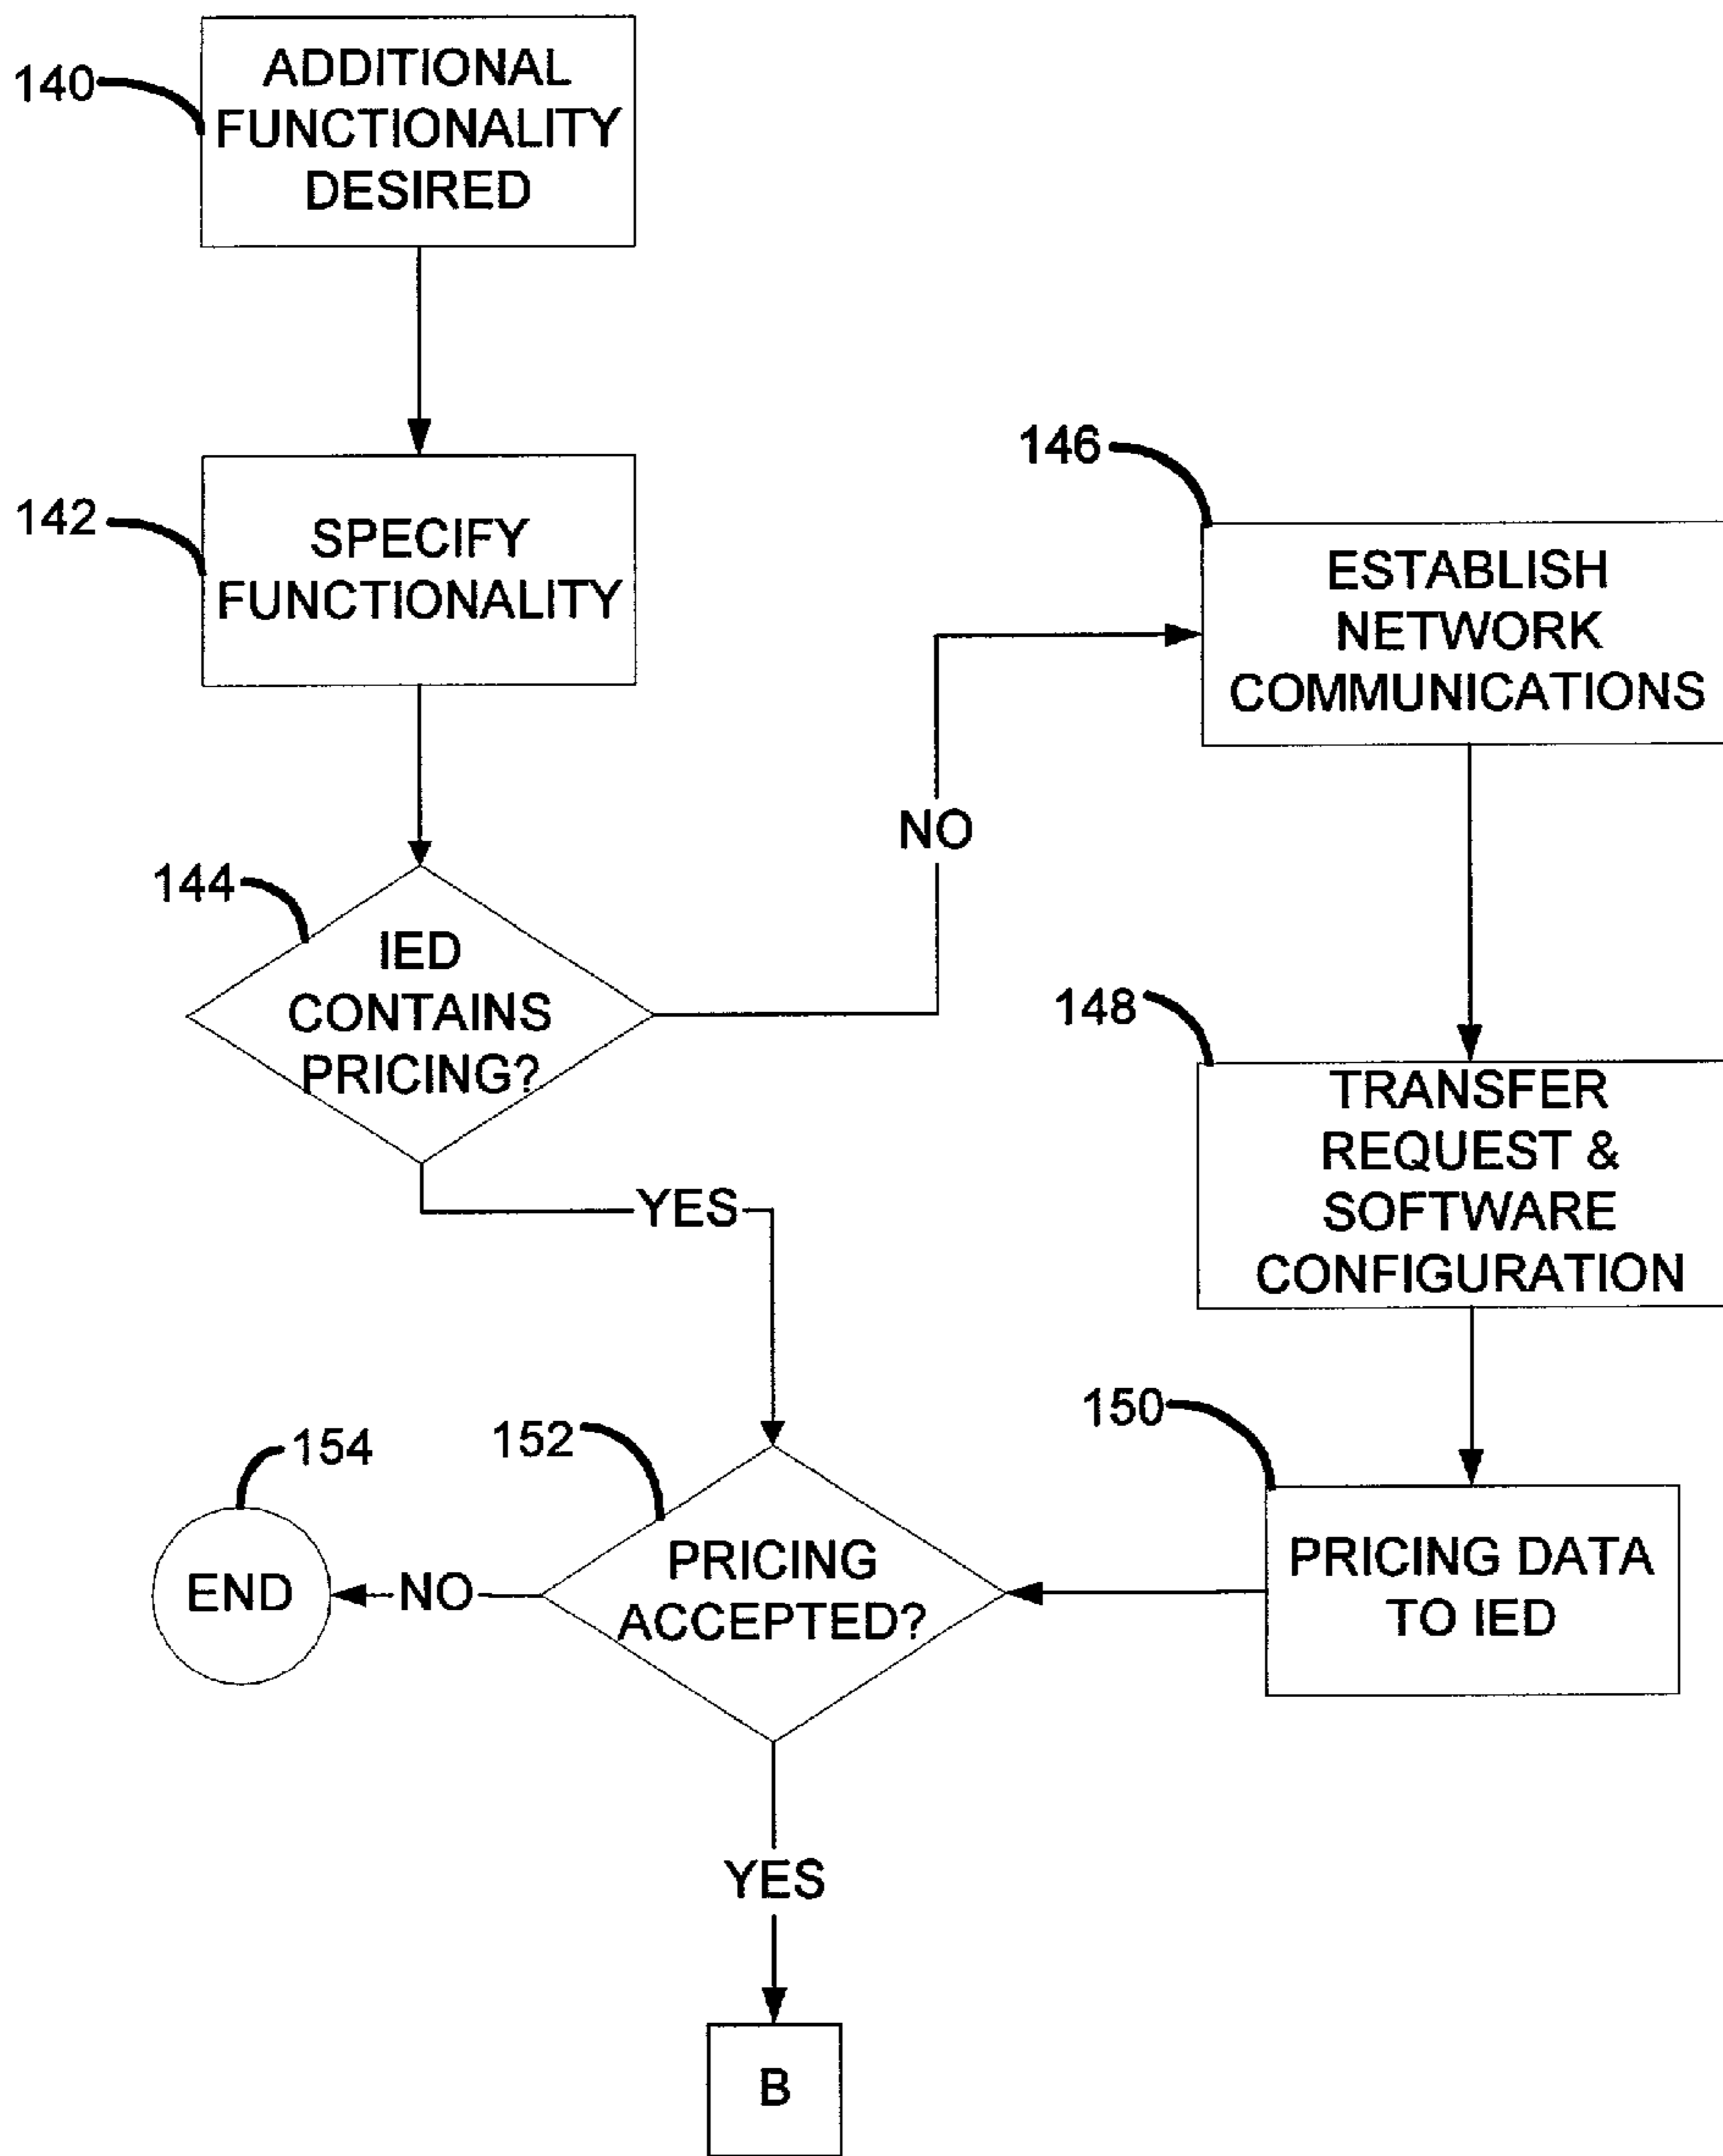 140
ADDITIONAL
FUNCTIONALITY
DESIRED
142
SPECIFY
FUNCTIONALITY
146
ESTABLISH
NETWORK
COMMUNICATIONS
NO
144
IED
CONTAINS
PRICING?
148
TRANSFER
REQUEST &
SOFTWARE
CONFIGURATION
YES
150
PRICING DATA
TO IED
152
PRICING
ACCEPTED?
154
END
NO
YES
B